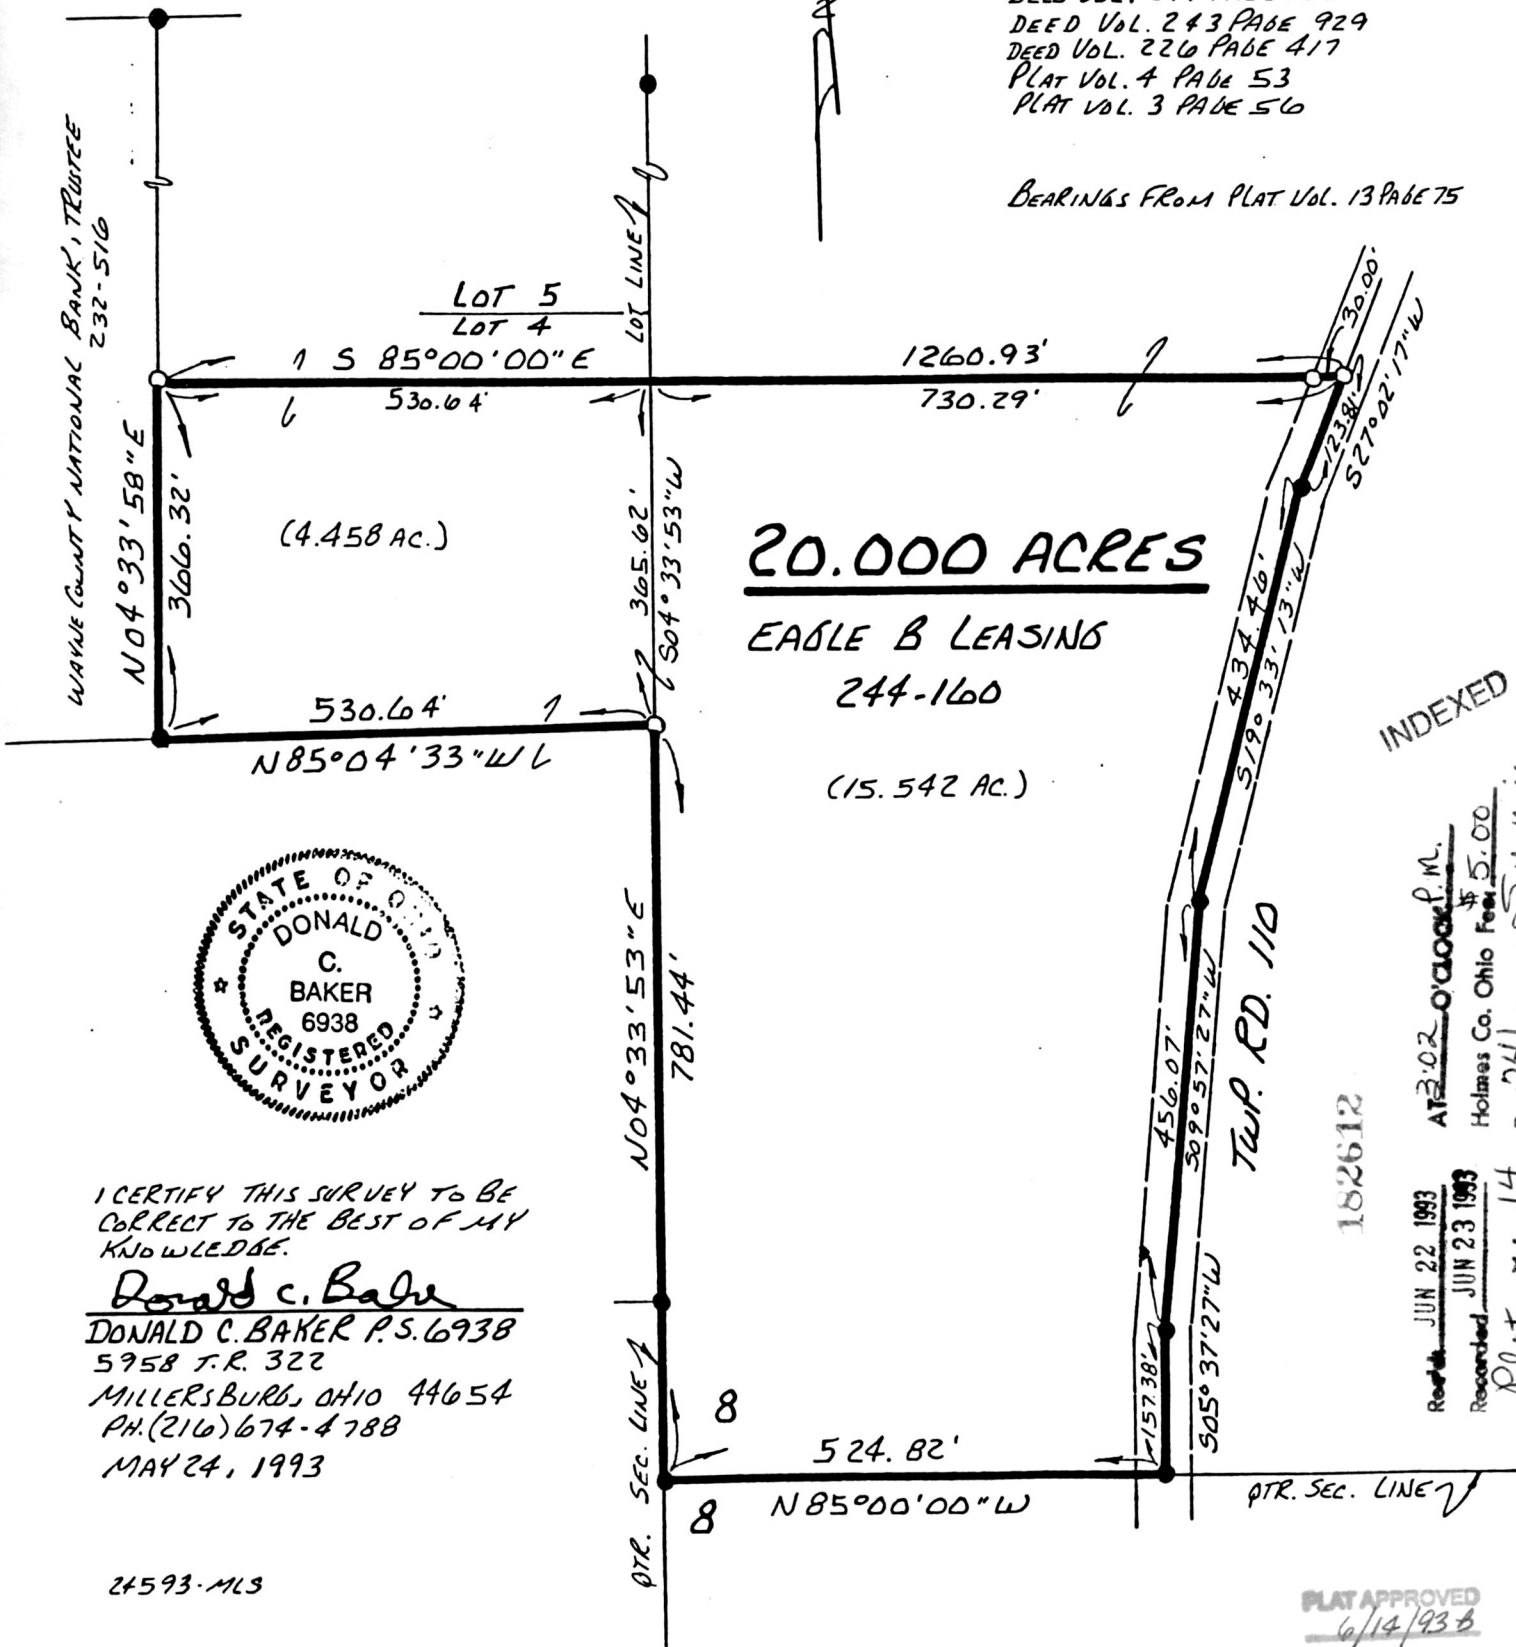 DEED VOL. 243 PAGE 929
DEED VOL. 226 PAGE 417
PLAT VOL. 4 PAGE 53
PLAT VOL. 3 PAGE 56
BEARINGS FROM PLAT VOL. 13 PAGE 75
WAYNE COUNTY NATIONAL BANK, TRUSTEE
232-516
LOT LINE
LOT 5
LOT 4
S 85°00'00"E
1260.93'
530.64'
730.29'
30.00'
123.81'
S27°02'17"W
N04°33'58"E
366.32'
(4.458 AC.)
365.62'
S04°33'53"W
20.000 ACRES
EAGLE B LEASING
244-160
(15.542 AC.)
434.46'
S19°33'13"W
530.64'
N85°04'33"W
INDEXED
STATE OF OHIO
DONALD
C.
BAKER
6938
REGISTERED
SURVEYOR
N04°33'53"E
781.44'
456.07'
S09°57'27"W
TWP. RD. 110
182612
AT 3:02 O'CLOCK P.M.
JUN 22 1993
Holmes Co. Ohio Fee $5.00
Recorded JUN 23 1993
I CERTIFY THIS SURVEY TO BE
CORRECT TO THE BEST OF MY
KNOWLEDGE.
Donald C. Baker
DONALD C. BAKER P.S. 6938
5958 T.R. 322
MILLERSBURG, OHIO 44654
PH. (216) 674-4788
MAY 24, 1993
QTR. SEC. LINE
8
8
524.82'
N85°00'00"W
157.38'
S05°37'27"W
QTR. SEC. LINE
24593-MLS
PLAT APPROVED
6/14/93